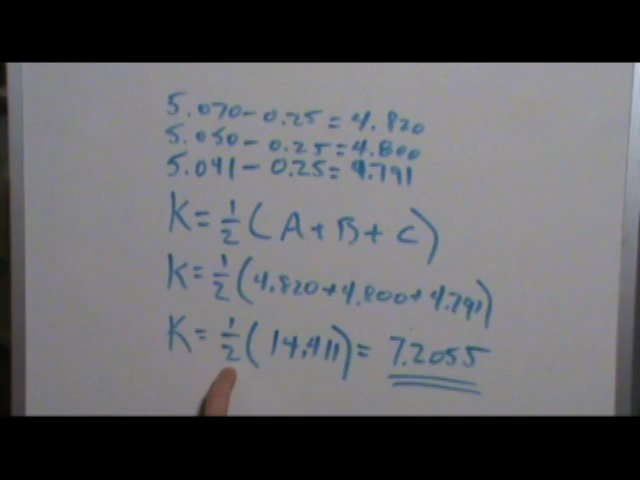 5.070 - 0.25 = 4.820
5.050 - 0.25 = 4.800
5.041 - 0.25 = 4.791
K = 1/2 (A + B + C)
K = 1/2 (4.820 + 4.800 + 4.791)
K = 1/2 (14.411) = 7.2055